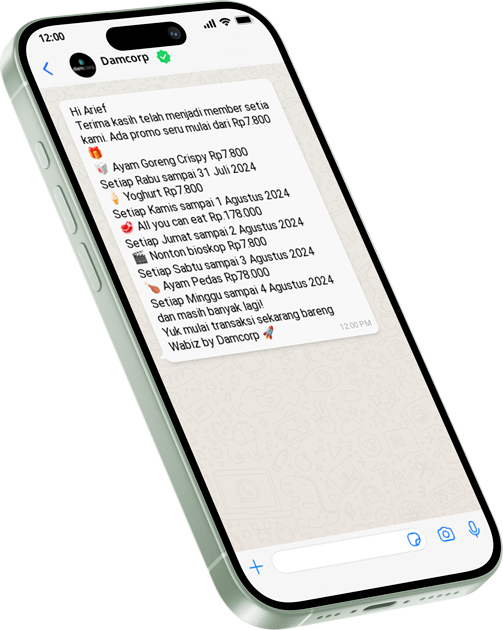 12:00
Damcorp
Hi Arief
Terima kasih telah menjadi member setia
kami. Ada promo seru mulai dari Rp7.800
🎁
🍗 Ayam Goreng Crispy Rp7.800
Setiap Rabu sampai 31 Juli 2024
🍦 Yoghurt Rp7.800
Setiap Kamis sampai 1 Agustus 2024
🥩 All you can eat Rp.178.000
Setiap Jumat sampai 2 Agustus 2024
🎬 Nonton bioskop Rp7.800
Setiap Sabtu sampai 3 Agustus 2024
🍗 Ayam Pedas Rp78.000
Setiap Minggu sampai 4 Agustus 2024
dan masih banyak lagi!
Yuk mulai transaksi sekarang bareng
Wabiz by Damcorp 🚀
12:00 PM